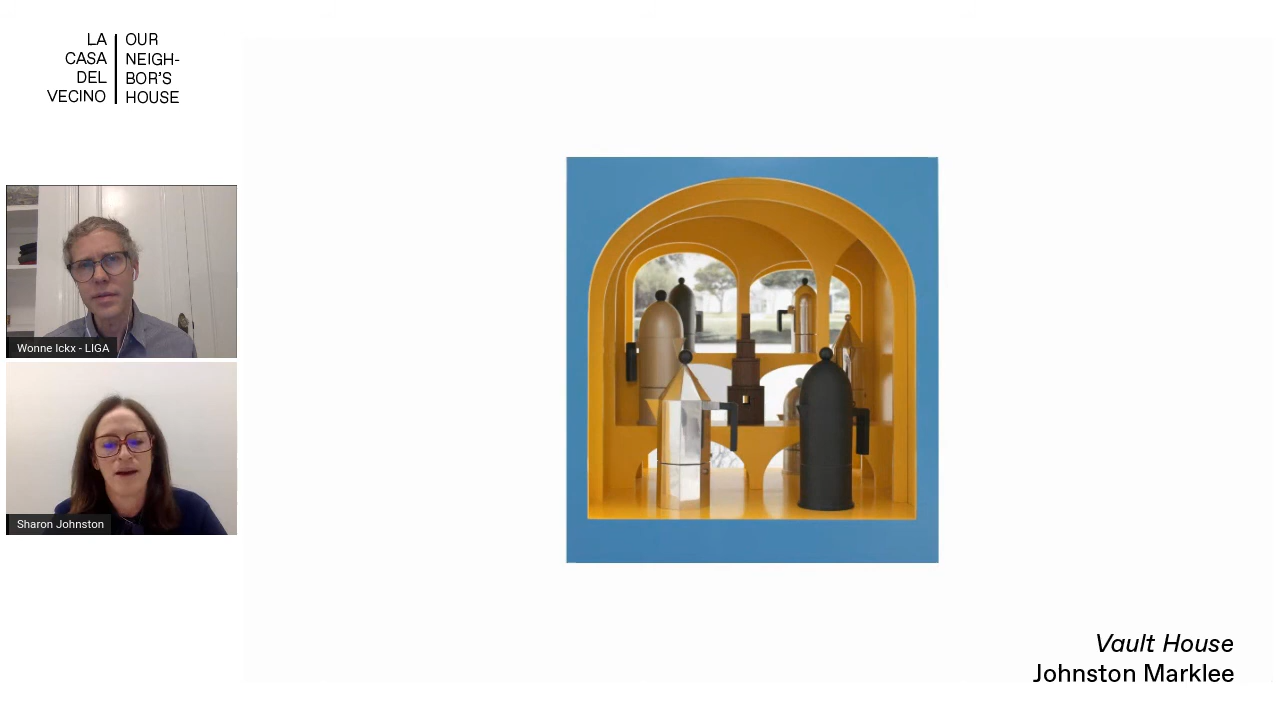 LA
CASA
DEL
VECINO
OUR
NEIGH-
BOR'S
HOUSE
Wonne Ickx - LIGA
Sharon Johnston
Vault House
Johnston Marklee